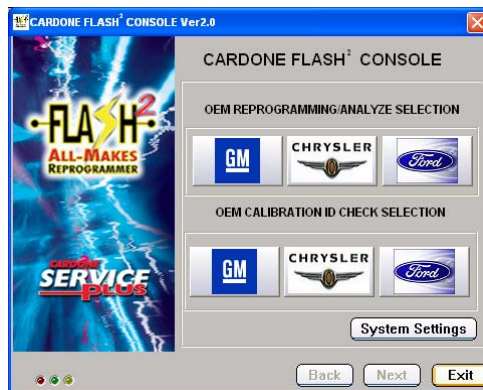 CARDONE FLASH² CONSOLE Ver2.0
CARDONE FLASH² CONSOLE
FLASH²
ALL-MAKES
REPROGRAMMER
OEM REPROGRAMMING/ANALYZE SELECTION
GM CHRYSLER Ford
OEM CALIBRATION ID CHECK SELECTION
GM CHRYSLER Ford
CARDONE
SERVICE
PLUS
System Settings
Back Next Exit